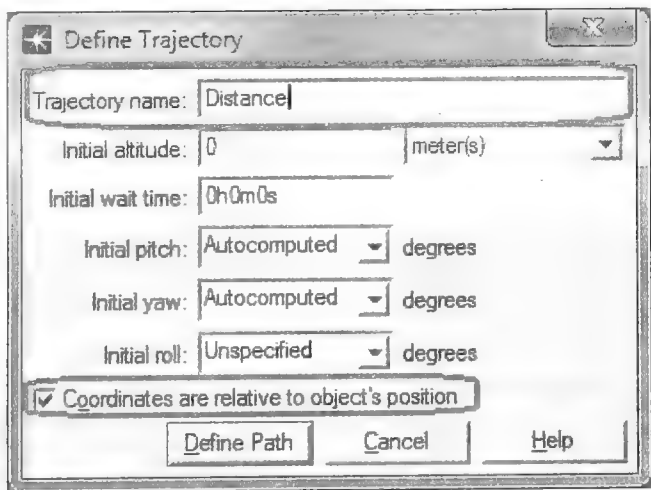 Define Trajectory
Trajectory name: Distance
Initial altitude: 0 meter(s)
Initial wait time: 0h0m0s
Initial pitch: Autocomputed degrees
Initial yaw: Autocomputed degrees
Initial roll: Unspecified degrees
Coordinates are relative to object's position
Define Path Cancel Help